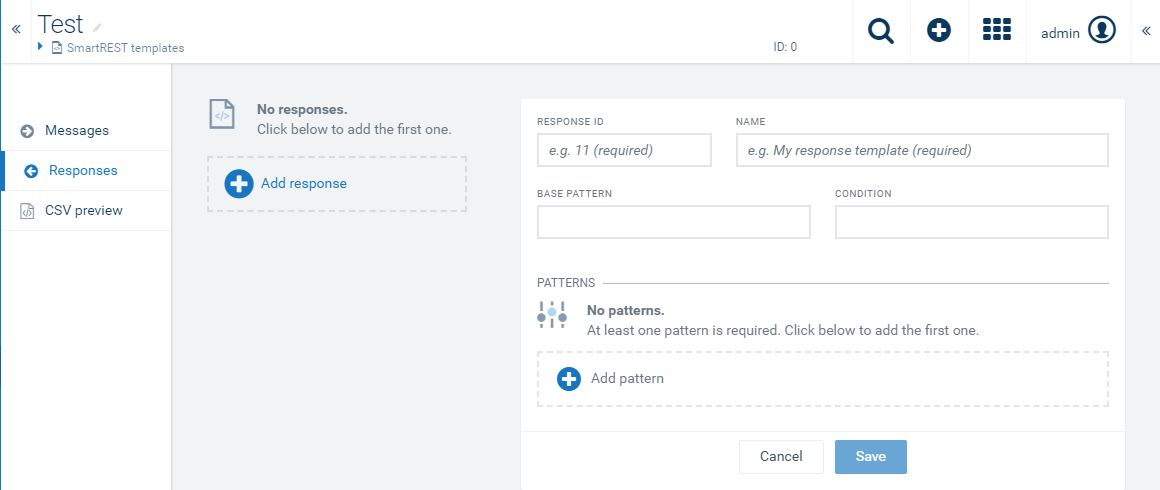 Test
SmartREST templates
ID: 0
admin
Messages
Responses
CSV preview
No responses.
Click below to add the first one.
Add response
RESPONSE ID
NAME
e.g. 11 (required)
e.g. My response template (required)
BASE PATTERN
CONDITION
PATTERNS
No patterns.
At least one pattern is required. Click below to add the first one.
Add pattern
Cancel
Save